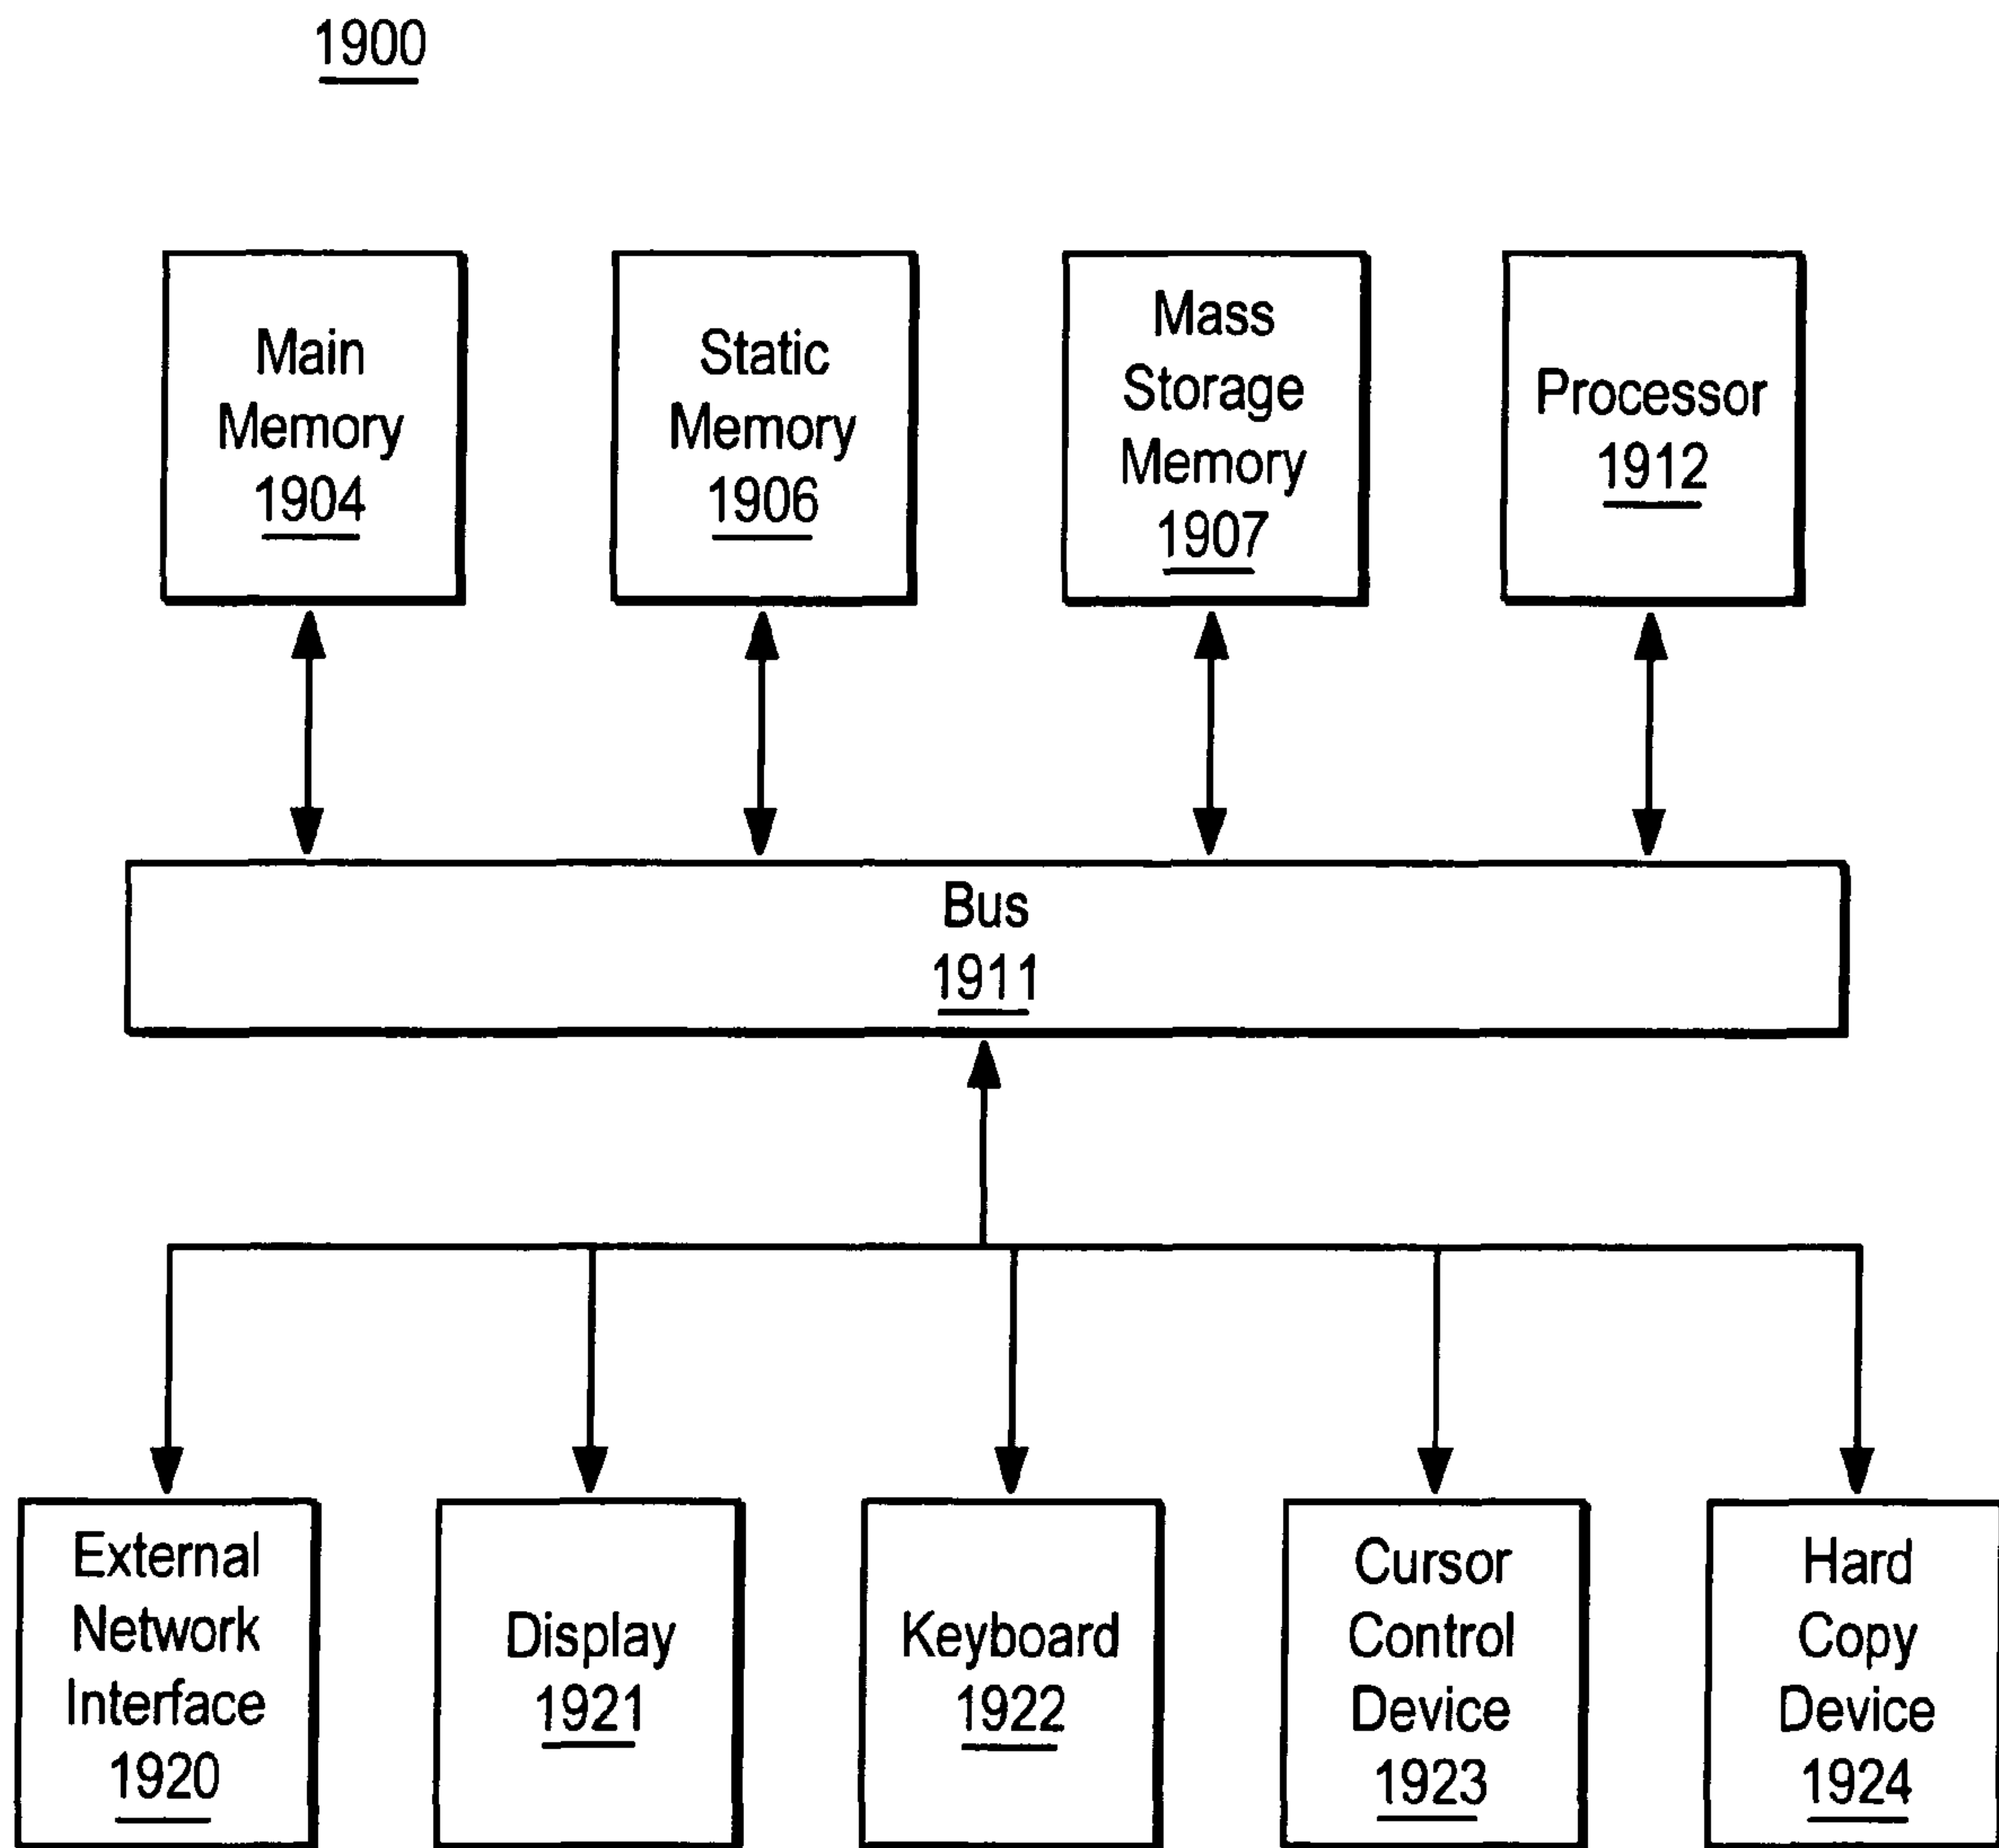 1900
Main
Memory
1904
Static
Memory
1906
Mass
Storage
Memory
1907
Processor
1912
Bus
1911
External
Network
Interface
1920
Display
1921
Keyboard
1922
Cursor
Control
Device
1923
Hard
Copy
Device
1924